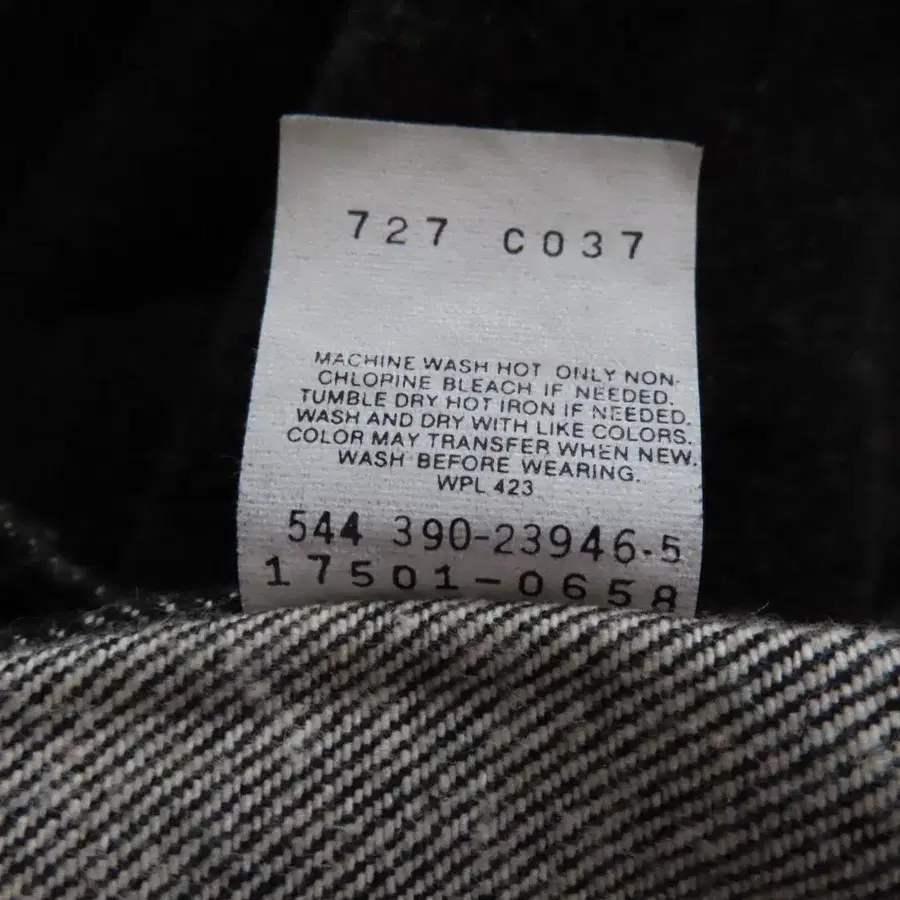 727 C037
MACHINE WASH HOT ONLY NON-
CHLORINE BLEACH IF NEEDED.
TUMBLE DRY HOT IRON IF NEEDED.
WASH AND DRY WITH LIKE COLORS.
COLOR MAY TRANSFER WHEN NEW.
WASH BEFORE WEARING.
WPL 423
544 390-23946-5
17501-0658